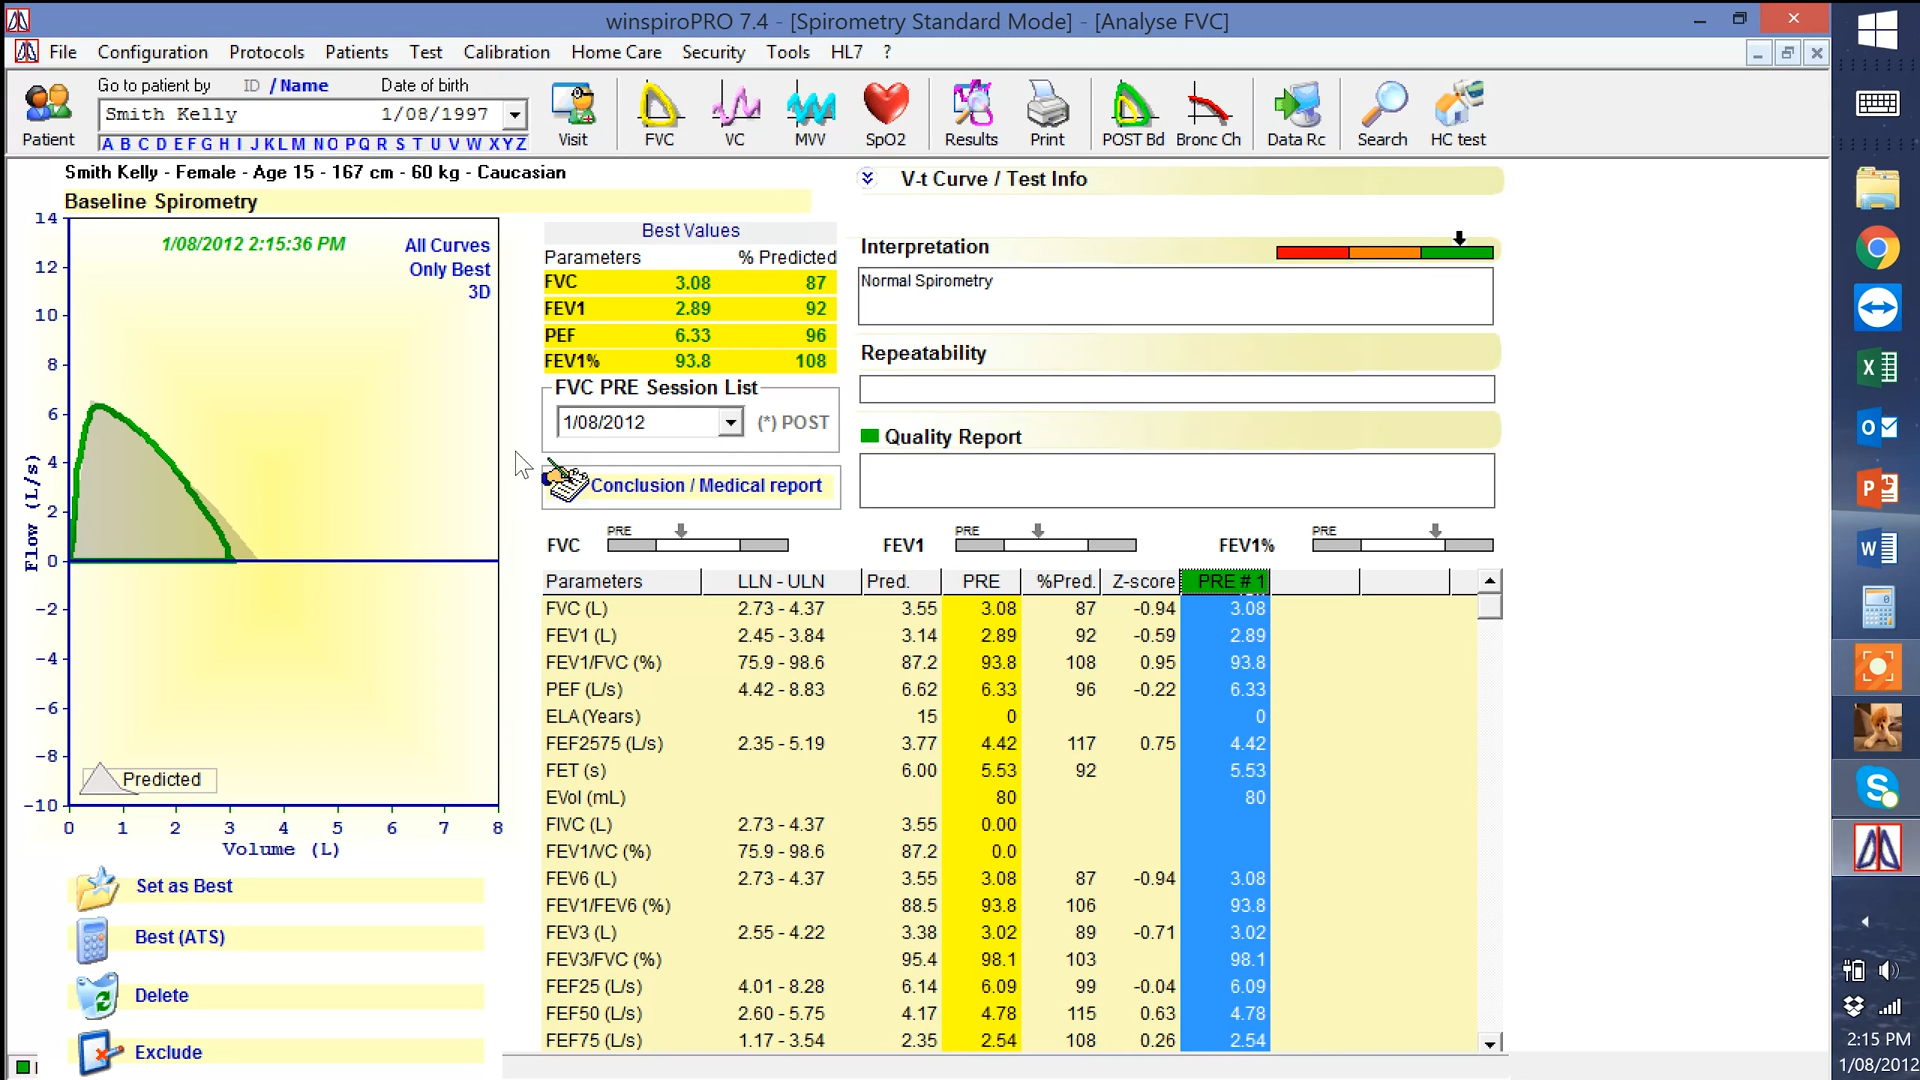 winspiroPRO 7.4 - [Spirometry Standard Mode] - [Analyse FVC]
File Configuration Protocols Patients Test Calibration Home Care Security Tools HL7 ?
Go to patient by ID / Name Date of birth
Smith Kelly 1/08/1997
A B C D E F G H I J K L M N O P Q R S T U V W X Y Z
Patient Visit FVC VC MVV SpO2 Results Print POST Bd Bronc Ch Data Rc Search HC test
Smith Kelly - Female - Age 15 - 167 cm - 60 kg - Caucasian
Baseline Spirometry
1/08/2012 2:15:36 PM
All Curves
Only Best
3D
14
12
10
8
6
4
2
0
-2
-4
-6
-8
-10
Flow (L/s)
Predicted
0 1 2 3 4 5 6 7 8
Volume (L)
Set as Best
Best (ATS)
Delete
Exclude
Best Values
Parameters % Predicted
FVC 3.08 87
FEV1 2.89 92
PEF 6.33 96
FEV1% 93.8 108
FVC PRE Session List
1/08/2012 (*) POST
Conclusion / Medical report
V-t Curve / Test Info
Interpretation
Normal Spirometry
Repeatability
Quality Report
FVC PRE FEV1 PRE FEV1% PRE
Parameters LLN - ULN Pred. PRE %Pred. Z-score PRE # 1
FVC (L) 2.73 - 4.37 3.55 3.08 87 -0.94 3.08
FEV1 (L) 2.45 - 3.84 3.14 2.89 92 -0.59 2.89
FEV1/FVC (%) 75.9 - 98.6 87.2 93.8 108 0.95 93.8
PEF (L/s) 4.42 - 8.83 6.62 6.33 96 -0.22 6.33
ELA (Years) 15 0 0
FEF2575 (L/s) 2.35 - 5.19 3.77 4.42 117 0.75 4.42
FET (s) 6.00 5.53 92 5.53
EVol (mL) 80 80
FIVC (L) 2.73 - 4.37 3.55 0.00
FEV1/VC (%) 75.9 - 98.6 87.2 0.0
FEV6 (L) 2.73 - 4.37 3.55 3.08 87 -0.94 3.08
FEV1/FEV6 (%) 88.5 93.8 106 93.8
FEV3 (L) 2.55 - 4.22 3.38 3.02 89 -0.71 3.02
FEV3/FVC (%) 95.4 98.1 103 98.1
FEF25 (L/s) 4.01 - 8.28 6.14 6.09 99 -0.04 6.09
FEF50 (L/s) 2.60 - 5.75 4.17 4.78 115 0.63 4.78
FEF75 (L/s) 1.17 - 3.54 2.35 2.54 108 0.26 2.54
2:15 PM
1/08/2012